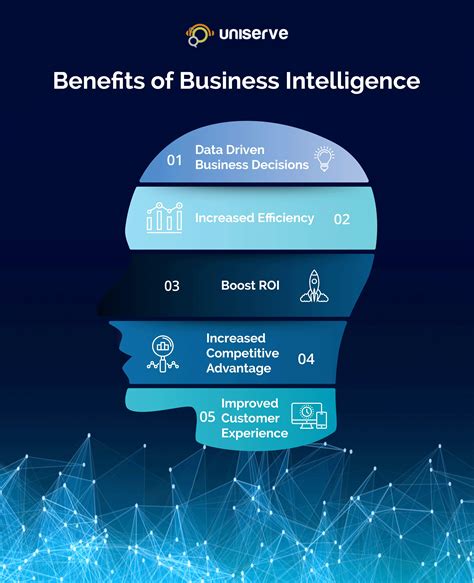 uniserve
Benefits of Business Intelligence
01
Data Driven
Business Decisions
Increased Efficiency
02
03
Boost ROI
Increased
Competitive
Advantage
04
05
Improved
Customer
Experience